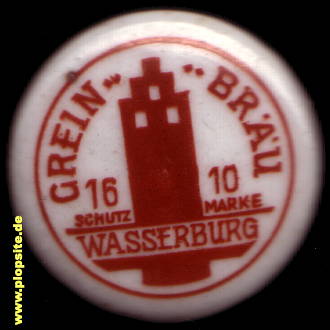 GREIN BRÄU
16 10
SCHUTZ MARKE
WASSERBURG
www.plopsite.de